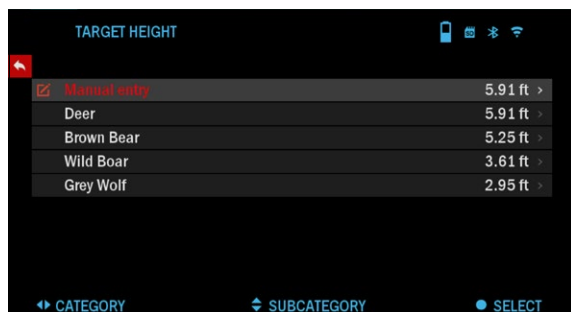 TARGET HEIGHT
Manual entry 5.91 ft >
Deer 5.91 ft >
Brown Bear 5.25 ft >
Wild Boar 3.61 ft >
Grey Wolf 2.95 ft >
CATEGORY SUBCATEGORY SELECT